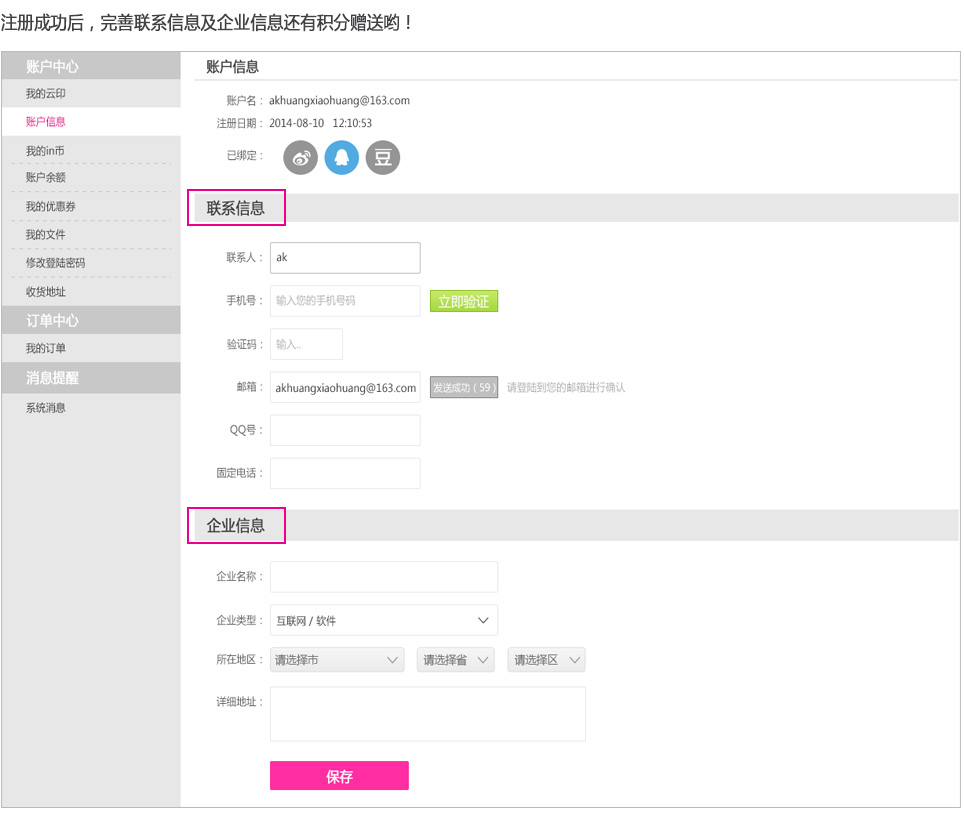 注册成功后，完善联系信息及企业信息还有积分赠送哟！
账户中心
我的云印
账户信息
我的in币
账户余额
我的优惠券
我的文件
修改登陆密码
收货地址
订单中心
我的订单
消息提醒
系统消息
账户信息
账户名： akhuangxiaohuang@163.com
注册日期： 2014-08-10 12:10:53
已绑定： 豆
联系信息
联系人： ak
手机号： 输入您的手机号码 立即验证
验证码： 输入..
邮箱： akhuangxiaohuang@163.com 发送成功（59） 请登陆到您的邮箱进行确认
QQ号：
固定电话：
企业信息
企业名称：
企业类型： 互联网 / 软件
所在地区： 请选择市 请选择省 请选择区
详细地址：
保存